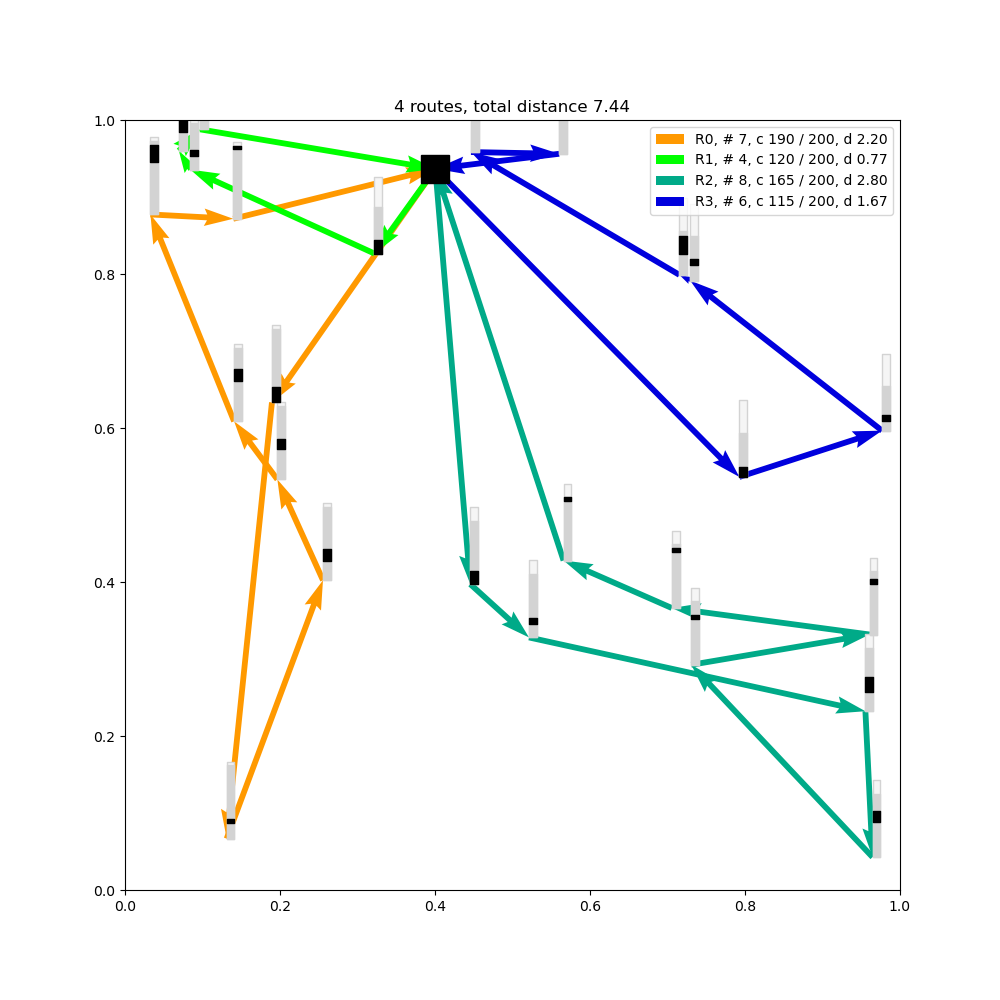 4 routes, total distance 7.44
R0, # 7, c 190 / 200, d 2.20
R1, # 4, c 120 / 200, d 0.77
R2, # 8, c 165 / 200, d 2.80
R3, # 6, c 115 / 200, d 1.67
1.0
0.8
0.6
0.4
0.2
0.0
0.0 0.2 0.4 0.6 0.8 1.0